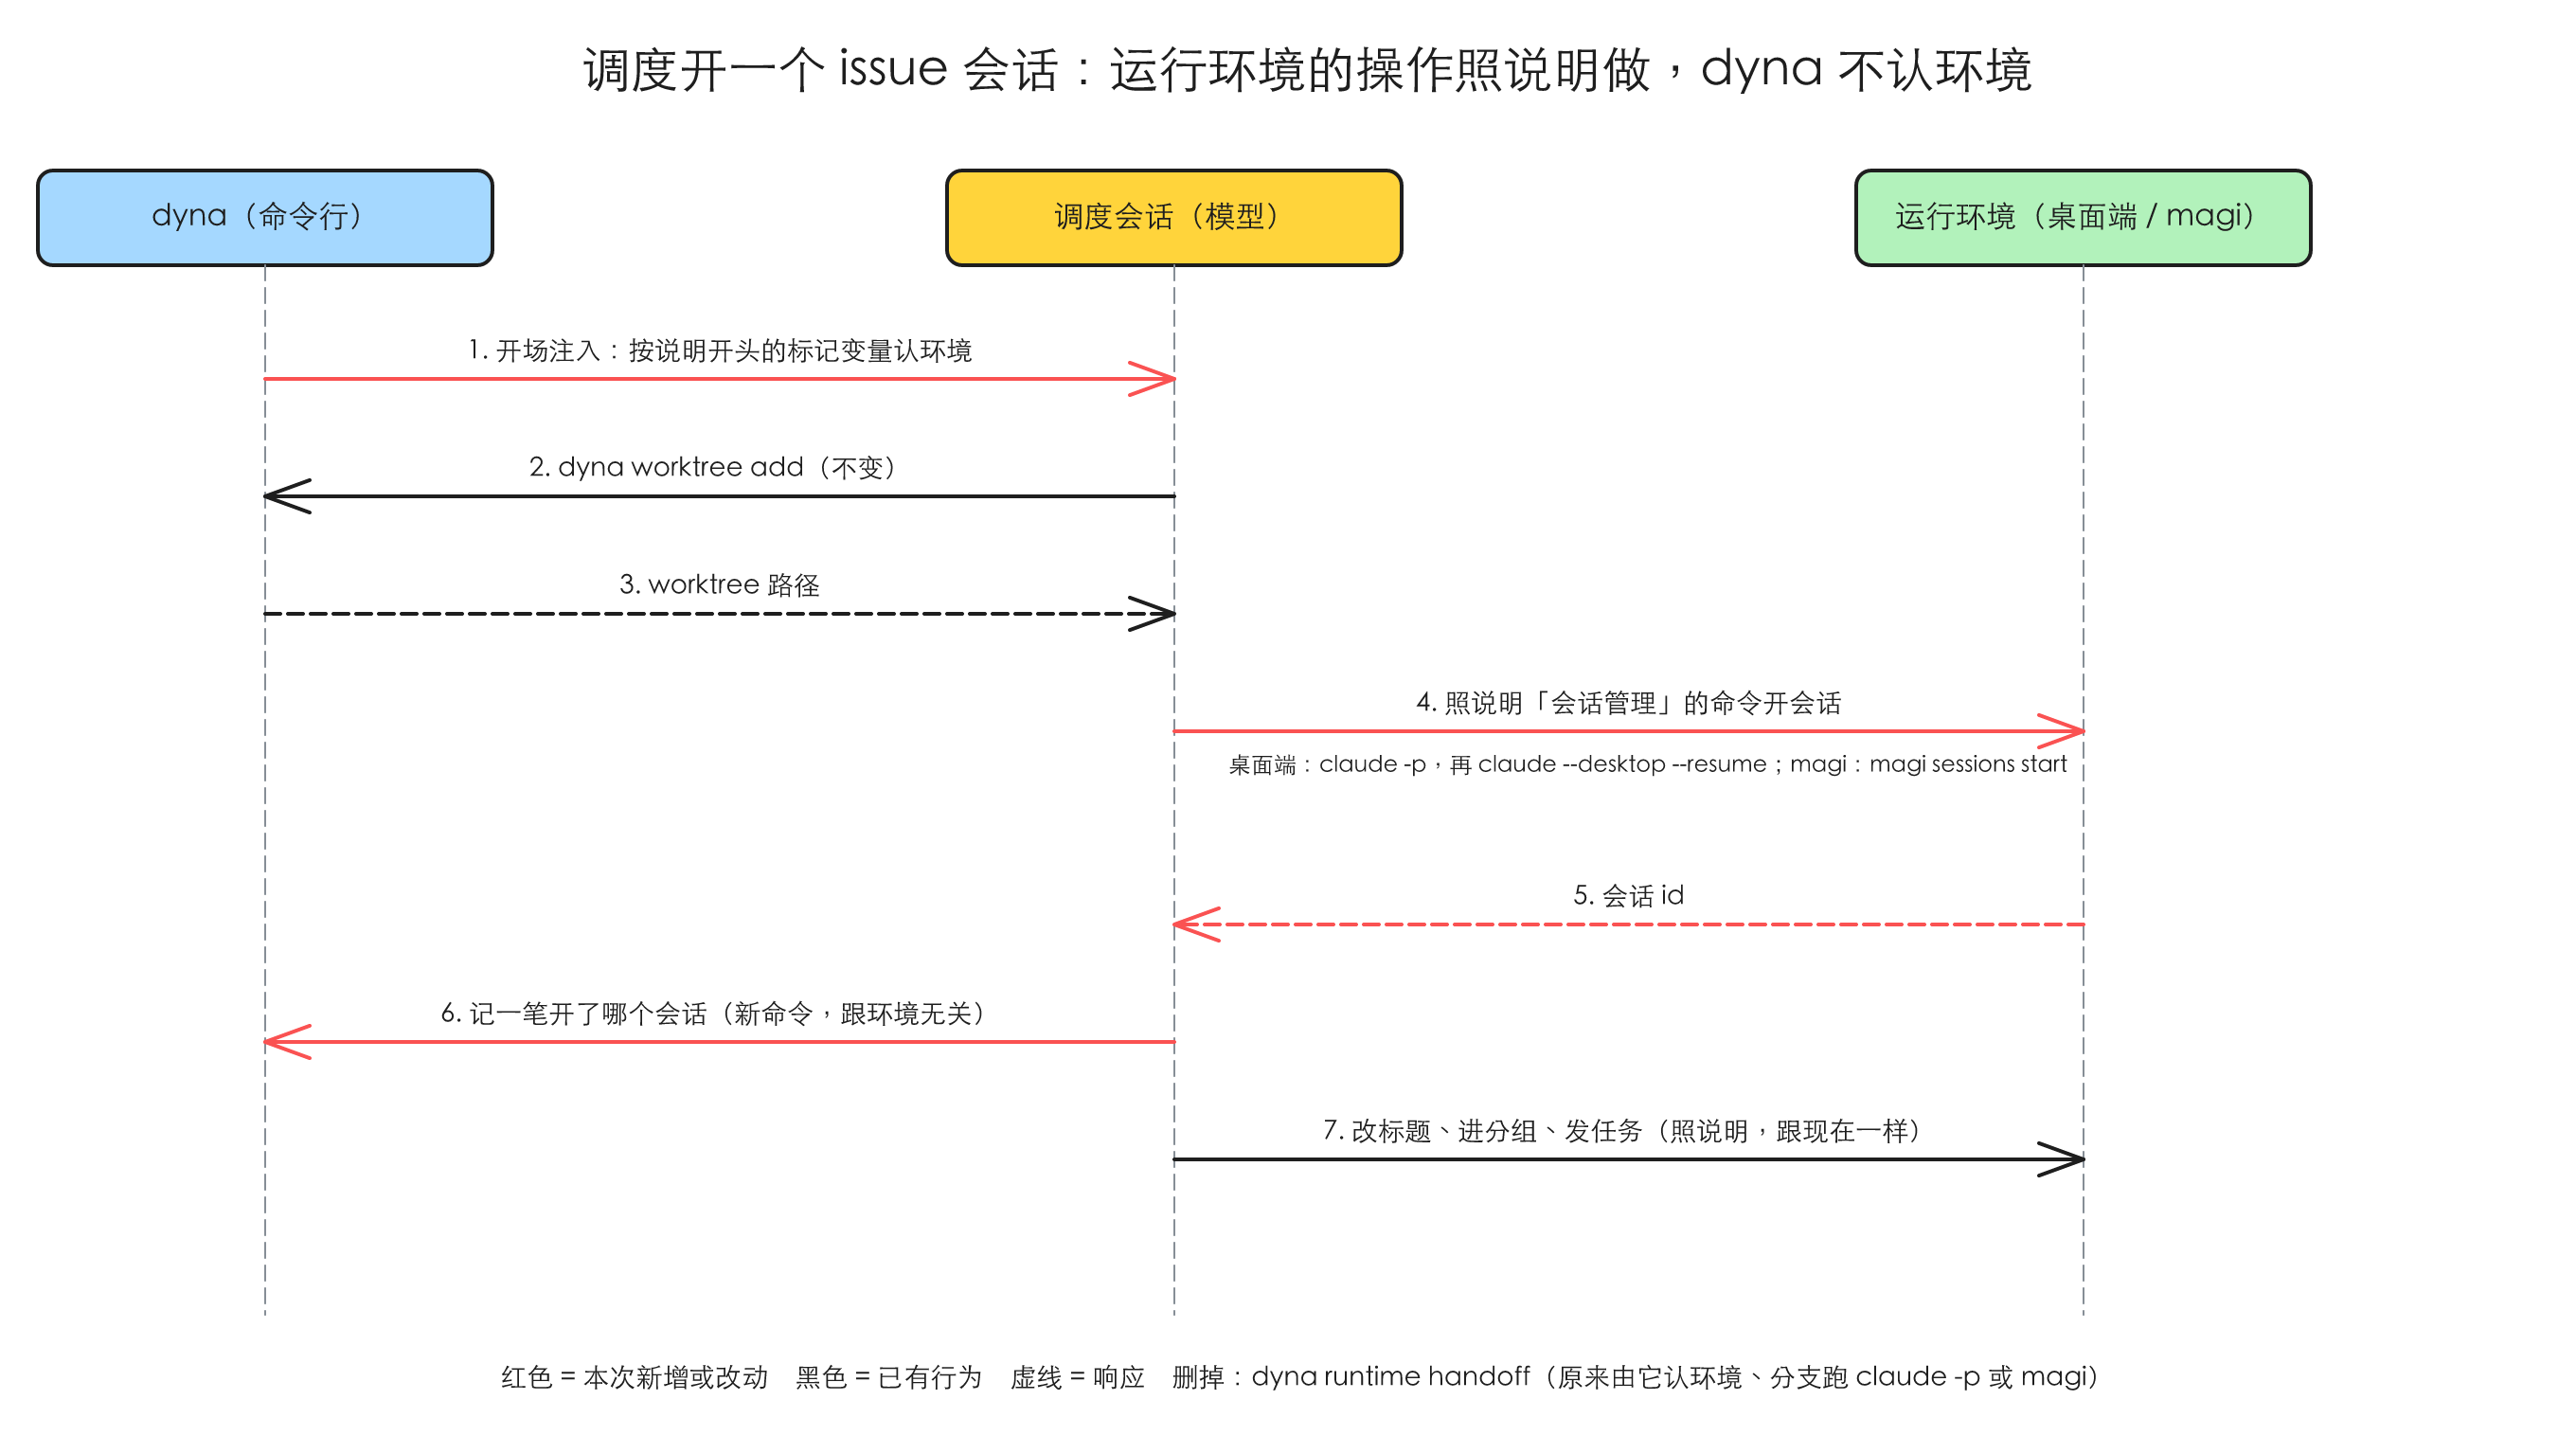 调度开一个 issue 会话：运行环境的操作照说明做，dyna 不认环境
dyna（命令行）
调度会话（模型）
运行环境（桌面端 / magi）
1. 开场注入：按说明开头的标记变量认环境
2. dyna worktree add（不变）
3. worktree 路径
4. 照说明「会话管理」的命令开会话
桌面端：claude -p，再 claude --desktop --resume；magi：magi sessions start
5. 会话 id
6. 记一笔开了哪个会话（新命令，跟环境无关）
7. 改标题、进分组、发任务（照说明，跟现在一样）
红色 = 本次新增或改动　黑色 = 已有行为　虚线 = 响应　删掉：dyna runtime handoff（原来由它认环境、分支跑 claude -p 或 magi）